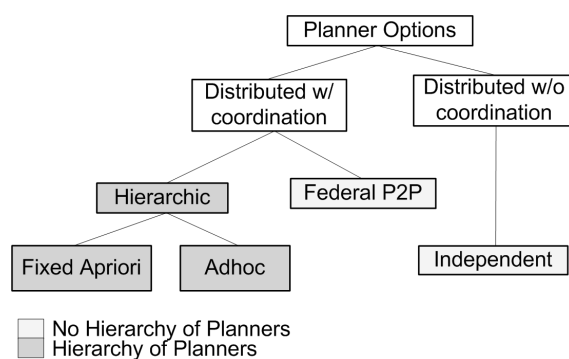 Planner Options
Distributed w/
coordination
Distributed w/o
coordination
Hierarchic
Federal P2P
Fixed Apriori
Adhoc
Independent
No Hierarchy of Planners
Hierarchy of Planners